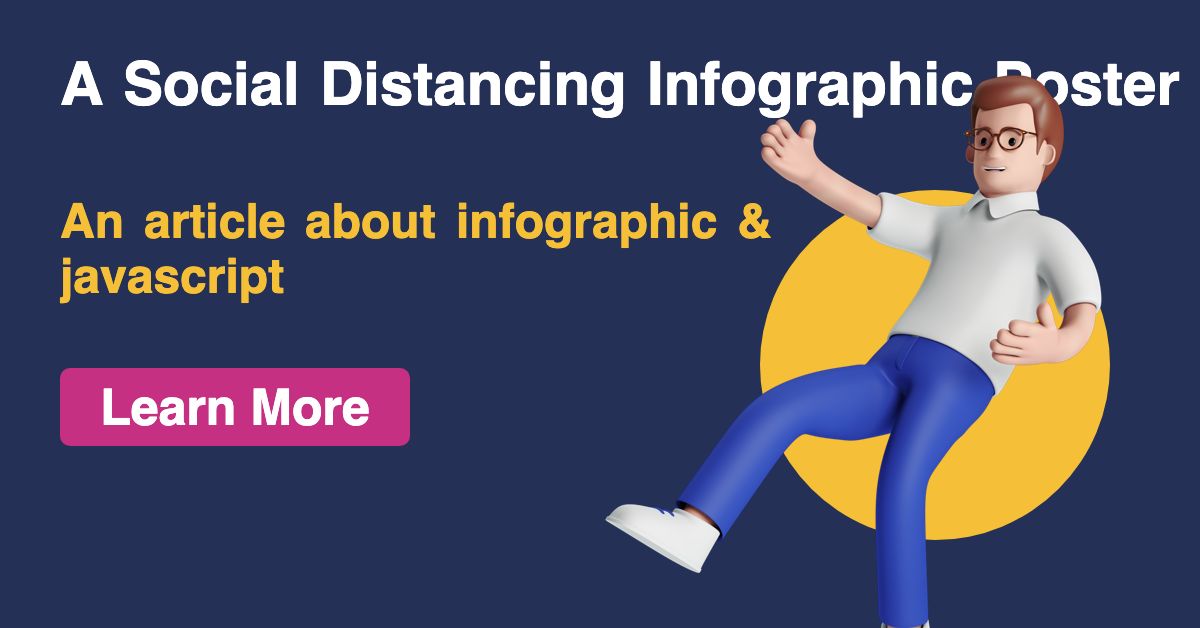 A Social Distancing Infographic Poster
An article about infographic &
javascript
Learn More